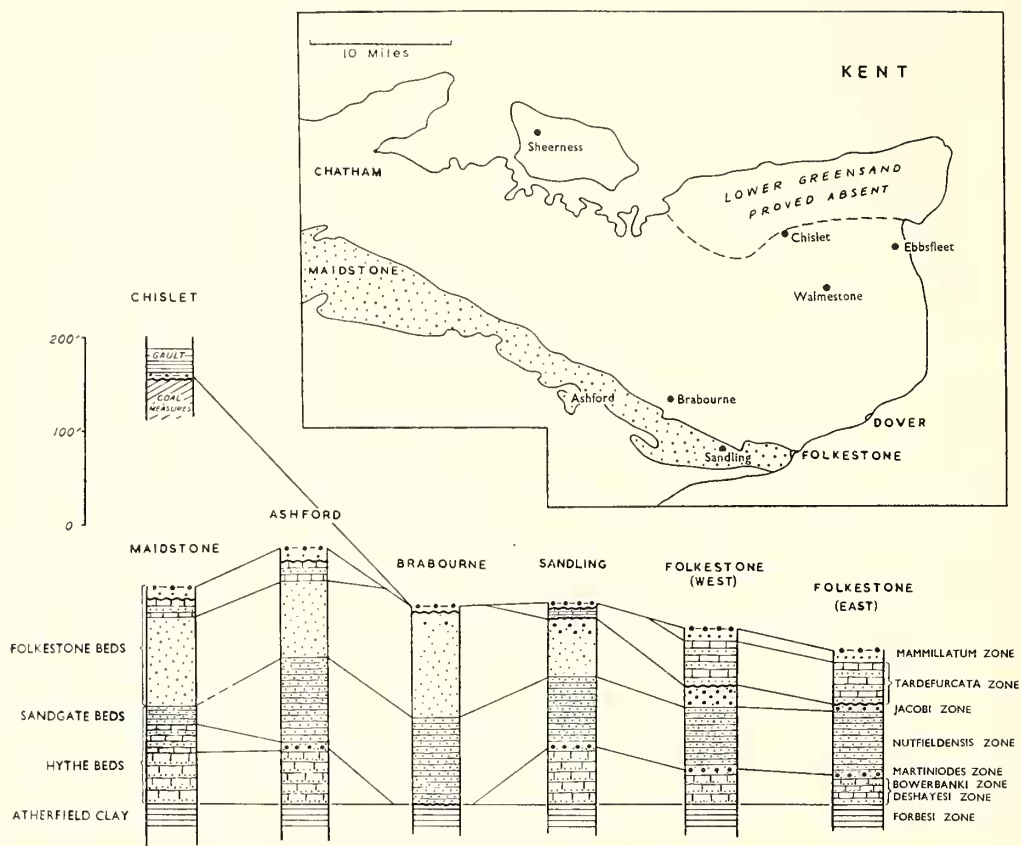 10 Miles
KENT
Sheerness
CHATHAM
LOWER GREENSAND
PROVED ABSENT
Chislet
Ebbsfleet
MAIDSTONE
Walmestone
CHISLET
200'
GAULT
COAL
MEASURES
100'
Ashford
Brabourne
DOVER
Sandling
FOLKESTONE
0
ASHFORD
MAIDSTONE
BRABOURNE
SANDLING
FOLKESTONE
(WEST)
FOLKESTONE
(EAST)
FOLKESTONE BEDS
MAMMILLATUM ZONE
TARDEFURCATA ZONE
JACOBI ZONE
SANDGATE BEDS
NUTFIELDENSIS ZONE
HYTHE BEDS
MARTINIODES ZONE
BOWERBANKI ZONE
DESHAYESI ZONE
ATHERFIELD CLAY
FORBESI ZONE